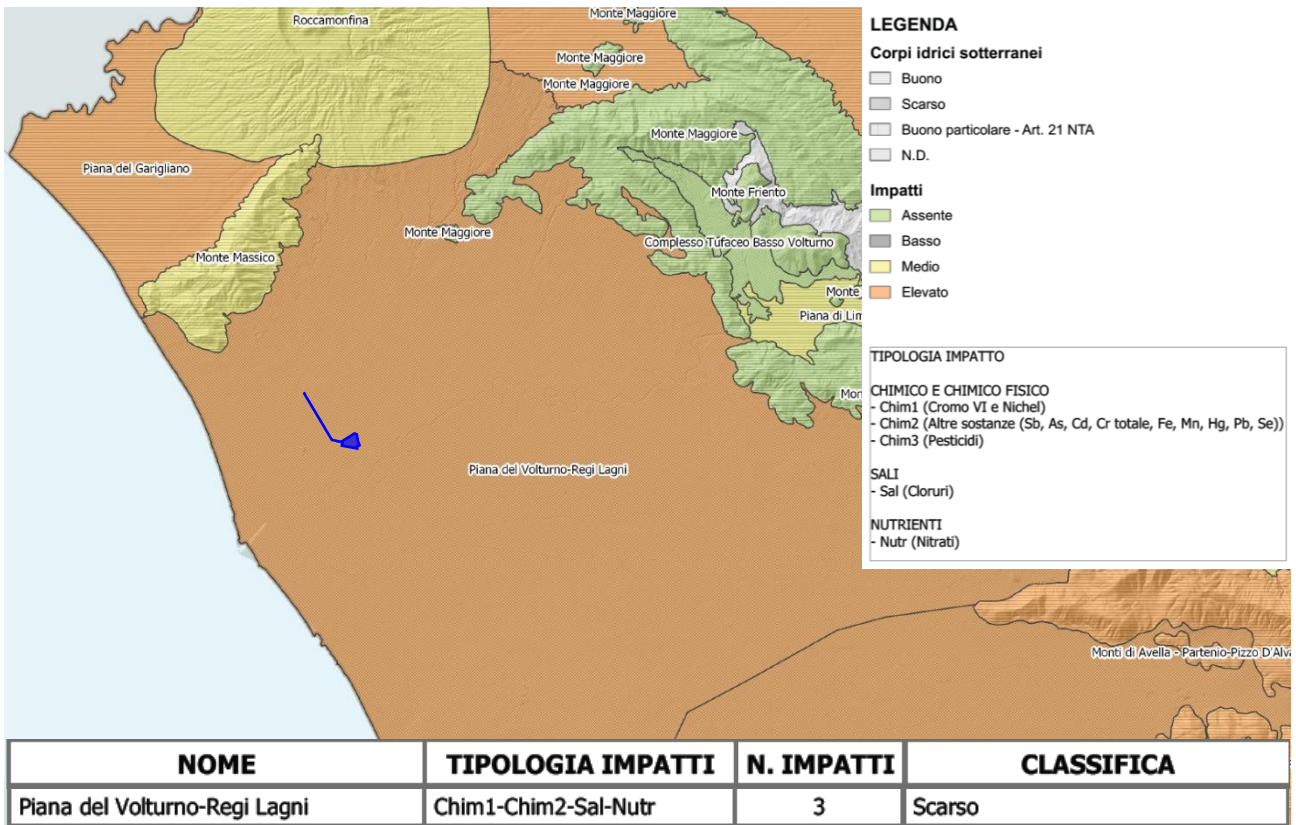 Roccamonfina
Monte Maggiore
Monte Maggiore
Monte Maggiore
Monte Maggiore
Piana del Garigliano
Monte Friento
Monte Maggiore
Complesso Tufaceo Basso Volturno
Monte Massico
Monte
Piana di Lim
Mon
Piana del Volturno-Regi Lagni
Monti di Avella - Partenio-Pizzo D'Alva
LEGENDA
Corpi idrici sotterranei
Buono
Scarso
Buono particolare - Art. 21 NTA
N.D.
Impatti
Assente
Basso
Medio
Elevato
TIPOLOGIA IMPATTO
CHIMICO E CHIMICO FISICO
- Chim1 (Cromo VI e Nichel)
- Chim2 (Altre sostanze (Sb, As, Cd, Cr totale, Fe, Mn, Hg, Pb, Se))
- Chim3 (Pesticidi)
SALI
- Sal (Cloruri)
NUTRIENTI
- Nutr (Nitrati)
NOME TIPOLOGIA IMPATTI N. IMPATTI CLASSIFICA
Piana del Volturno-Regi Lagni Chim1-Chim2-Sal-Nutr 3 Scarso